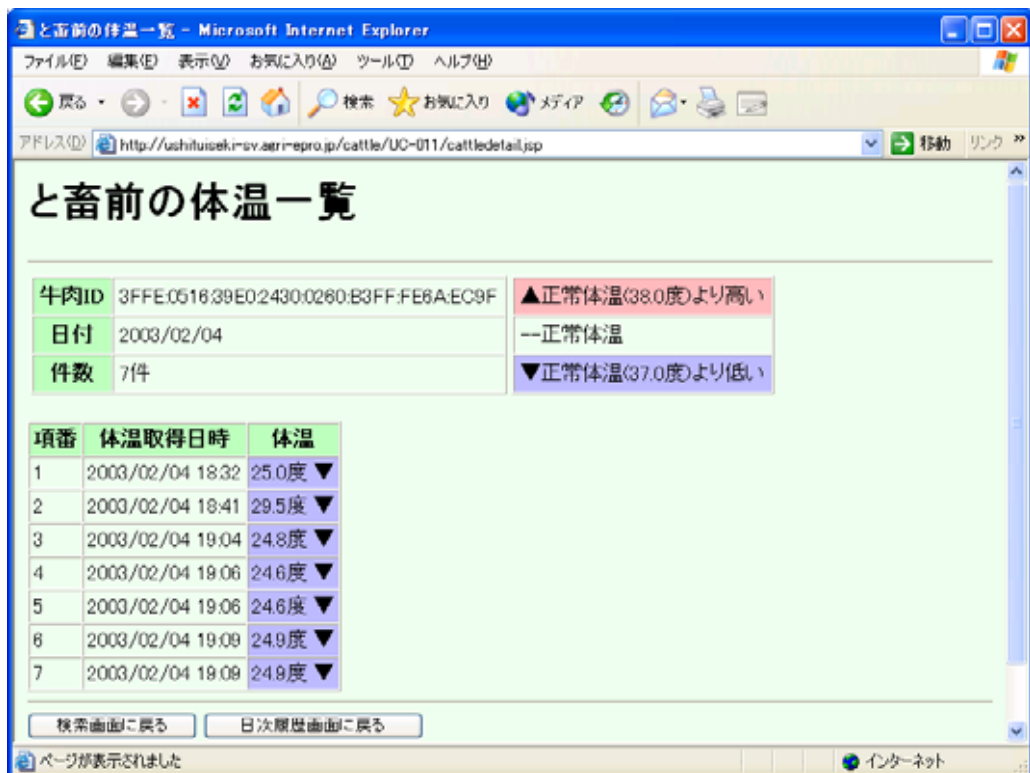 と畜前の体温一覧 - Microsoft Internet Explorer
ファイル(F) 編集(E) 表示(V) お気に入り(A) ツール(T) ヘルプ(H)
戻る 検索 お気に入り メディア
アドレス(D) http://ushituiseki-sv.agri-epro.jp/cattle/UC-011/cattledetail.jsp 移動 リンク »
と畜前の体温一覧
牛肉ID 3FFE:0516:39E0:2430:0260:B3FF:FE6A:EC9F ▲正常体温(38.0度)より高い
日付 2003/02/04 --正常体温
件数 7件 ▼正常体温(37.0度)より低い
項番 体温取得日時 体温
1 2003/02/04 18:32 25.0度 ▼
2 2003/02/04 18:41 29.5度 ▼
3 2003/02/04 19:04 24.8度 ▼
4 2003/02/04 19:06 24.6度 ▼
5 2003/02/04 19:06 24.6度 ▼
6 2003/02/04 19:09 24.9度 ▼
7 2003/02/04 19:09 24.9度 ▼
検索画面に戻る 日次履歴画面に戻る
ページが表示されました インターネット